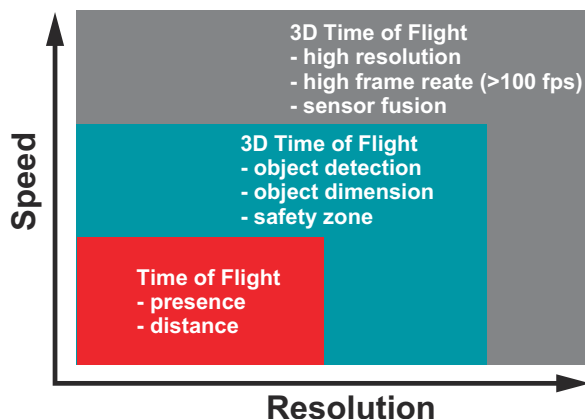 3D Time of Flight
- high resolution
- high frame reate (>100 fps)
- sensor fusion
3D Time of Flight
- object detection
- object dimension
- safety zone
Time of Flight
- presence
- distance
Speed
Resolution